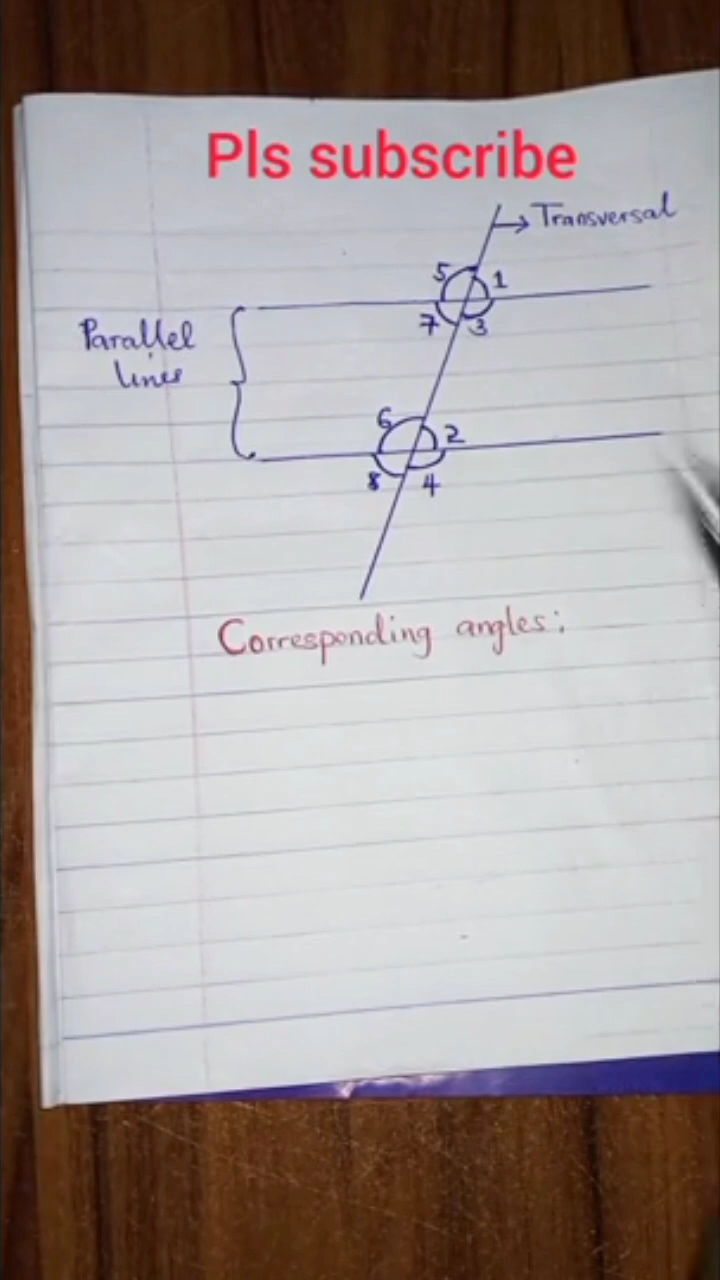 Pls subscribe
Transversal
5 1
7 3
Parallel
lines
6 2
8 4
Corresponding angles: